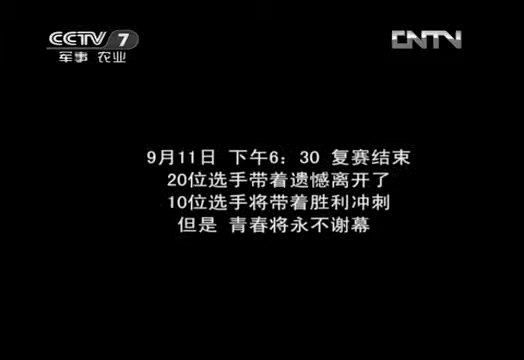 CCTV 7
CNTV
军事 农业
9月11日 下午6：30 复赛结束
20位选手带着遗憾离开了
10位选手将带着胜利冲刺
但是 青春将永不谢幕